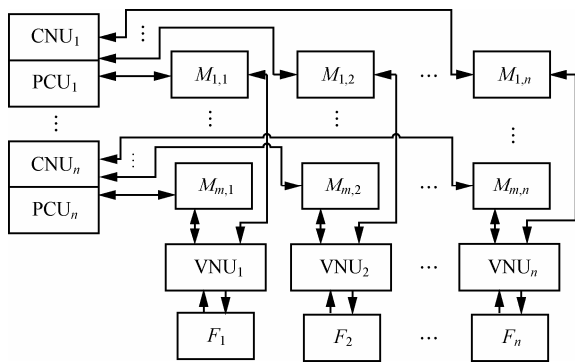 CNU₁ ⋮
PCU₁ M₁,₁ M₁,₂ … M₁,ₙ
⋮ ⋮ ⋮ ⋮
CNUₙ ⋮
PCUₙ Mₘ,₁ Mₘ,₂ … Mₘ,ₙ
VNU₁ VNU₂ … VNUₙ
F₁ F₂ … Fₙ